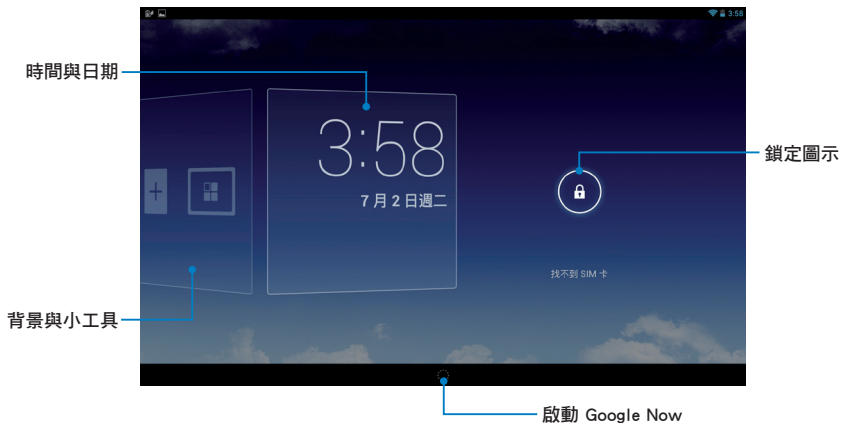 3:58
時間與日期
3:58
7 月 2 日週二
鎖定圖示
找不到 SIM 卡
背景與小工具
啟動 Google Now